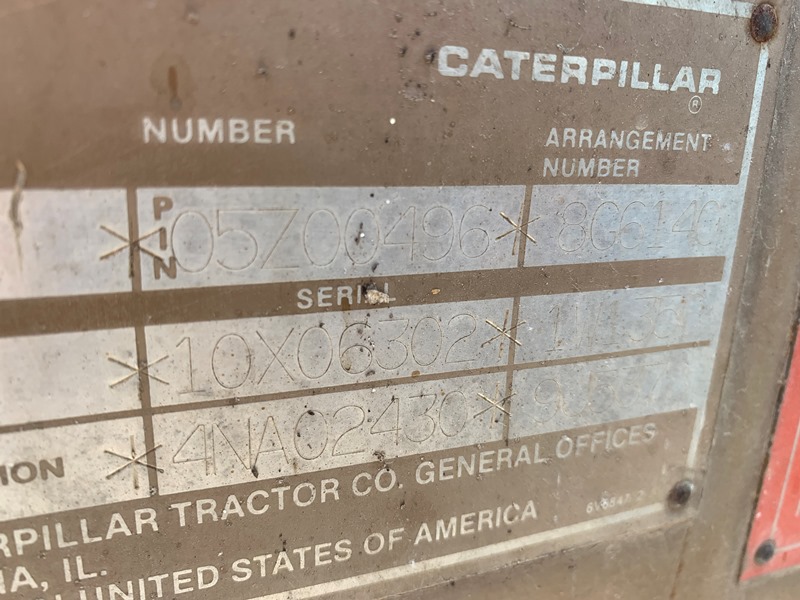 CATERPILLAR
®
NUMBER
ARRANGEMENT
NUMBER
PIN
*05Z00496* 8G6140
SERIAL
*10X06302*
ION *4NA02430*
RPILLAR TRACTOR CO. GENERAL OFFICES
IA, IL.
UNITED STATES OF AMERICA